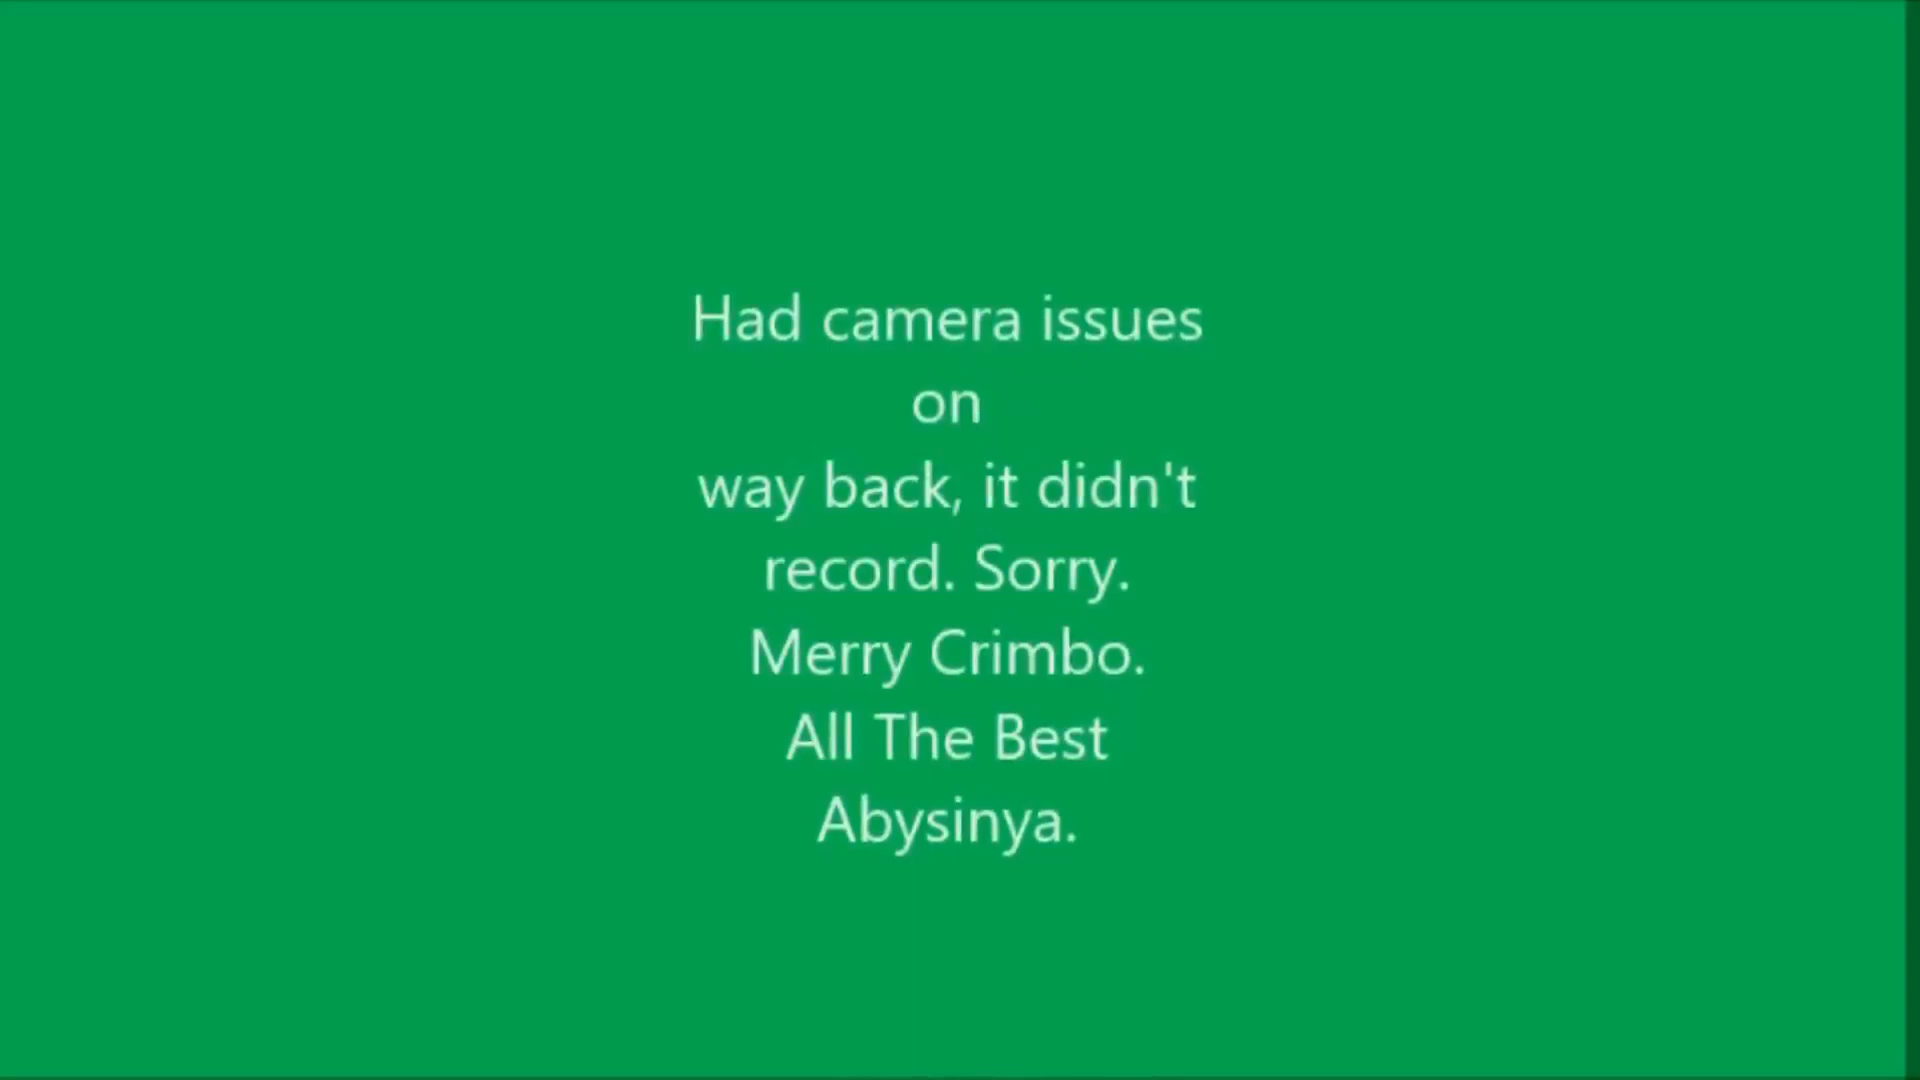 Had camera issues
on
way back, it didn't
record. Sorry.
Merry Crimbo.
All The Best
Abysinya.